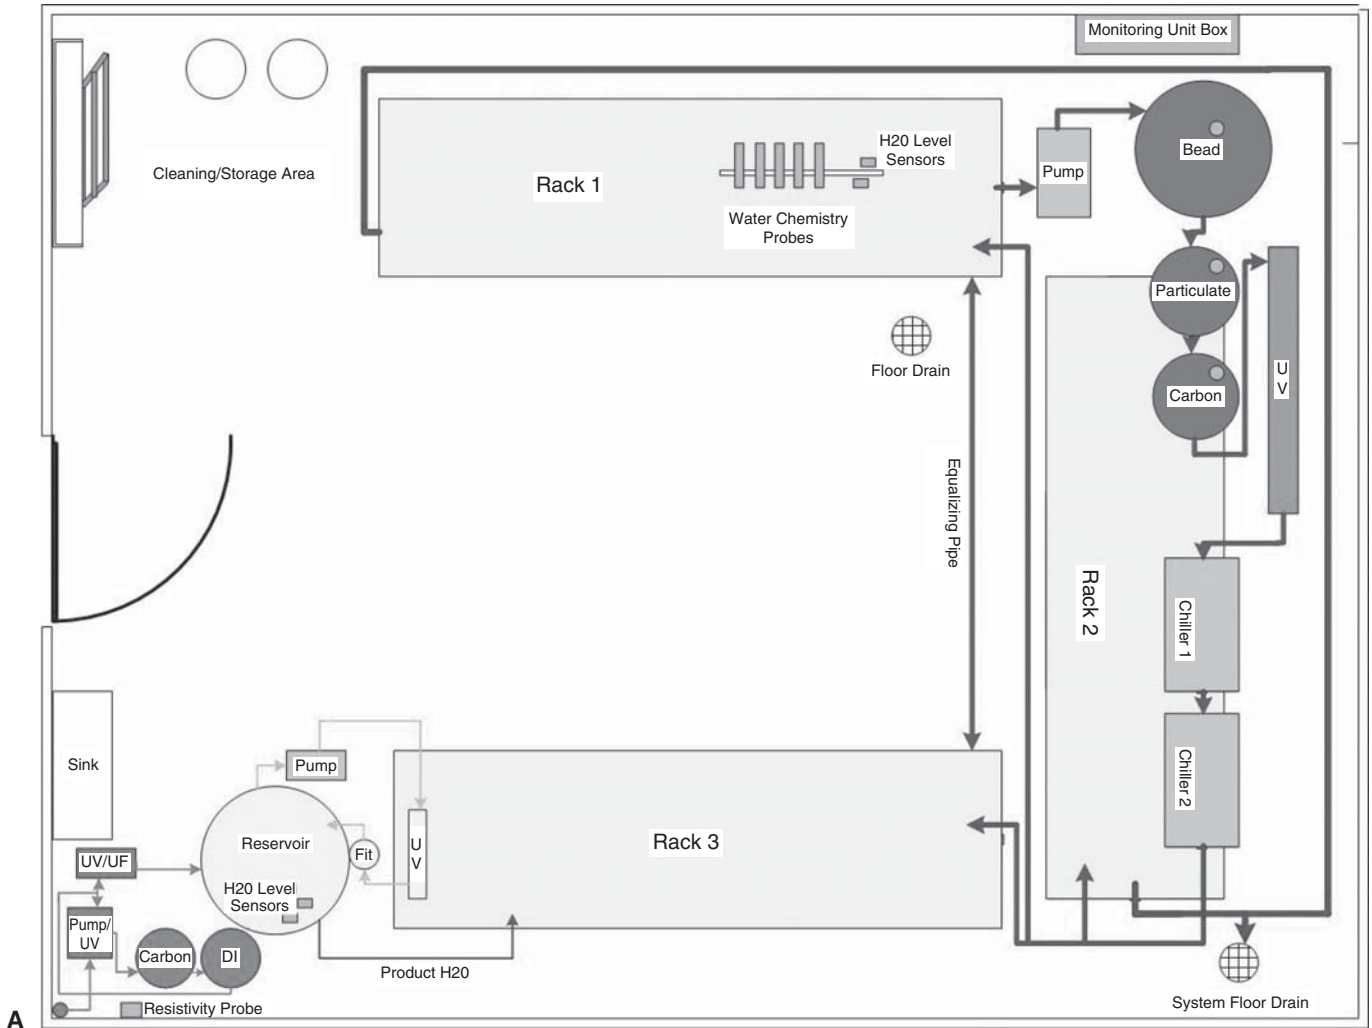 Monitoring Unit Box
Cleaning/Storage Area
Rack 1
H20 Level
Sensors
Water Chemistry
Probes
Pump
Bead
Particulate
Carbon
U
V
Floor Drain
Equalizing Pipe
Rack 2
Chiller 1
Chiller 2
Sink
Pump
Reservoir
Fit
U
V
Rack 3
UV/UF
H20 Level
Sensors
Pump/
UV
Carbon
DI
Product H20
Resistivity Probe
System Floor Drain
A